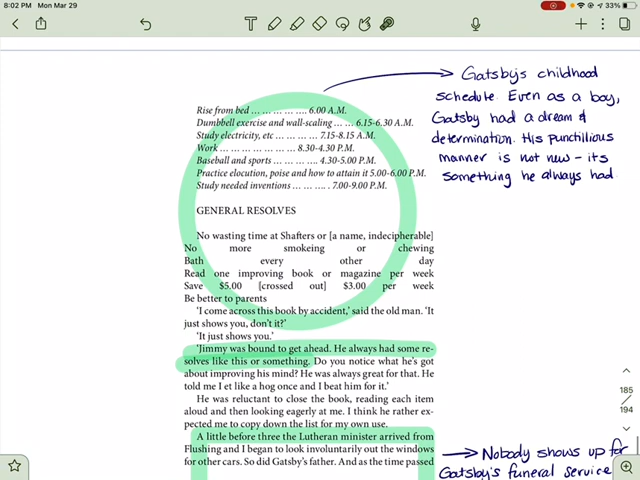 8:02 PM Mon Mar 29
33%
Gatsby's childhood
schedule. Even as a boy,
Gatsby had a dream &
determination. His punctilious
manner is not new - its
something he always had.
Rise from bed … … … … …. 6.00 A.M.
Dumbbell exercise and wall-scaling … … 6.15-6.30 A.M.
Study electricity, etc … … … … 7.15-8.15 A.M.
Work … … … … … … … 8.30-4.30 P.M.
Baseball and sports … … … …. 4.30-5.00 P.M.
Practice elocution, poise and how to attain it 5.00-6.00 P.M.
Study needed inventions … … … . 7.00-9.00 P.M.
GENERAL RESOLVES
No wasting time at Shafters or [a name, indecipherable]
No more smokeing or chewing
Bath every other day
Read one improving book or magazine per week
Save $5.00 [crossed out] $3.00 per week
Be better to parents
'I come across this book by accident,' said the old man. 'It
just shows you, don't it?'
'It just shows you.'
'Jimmy was bound to get ahead. He always had some re-
solves like this or something. Do you notice what he's got
about improving his mind? He was always great for that. He
told me I et like a hog once and I beat him for it.'
He was reluctant to close the book, reading each item
aloud and then looking eagerly at me. I think he rather ex-
pected me to copy down the list for my own use.
A little before three the Lutheran minister arrived from
Flushing and I began to look involuntarily out the windows
for other cars. So did Gatsby's father. And as the time passed
Nobody shows up for
Gatsby's funeral service
185
194